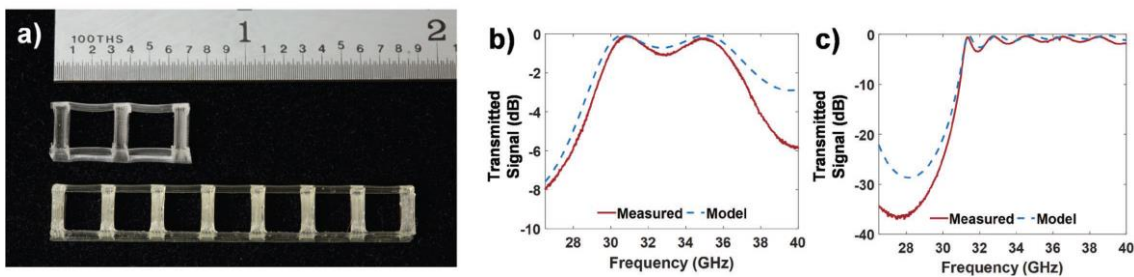 a)
1 2
100THS
1 2 3 4 5 6 7 8 9 1 2 3 4 5 6 7 8 9
b)
Transmitted
Signal (dB)
0
-2
-4
-6
-8
-10
Measured Model
28 30 32 34 36 38 40
Frequency (GHz)
c)
Transmitted
Signal (dB)
0
-10
-20
-30
-40
Measured Model
28 30 32 34 36 38 40
Frequency (GHz)